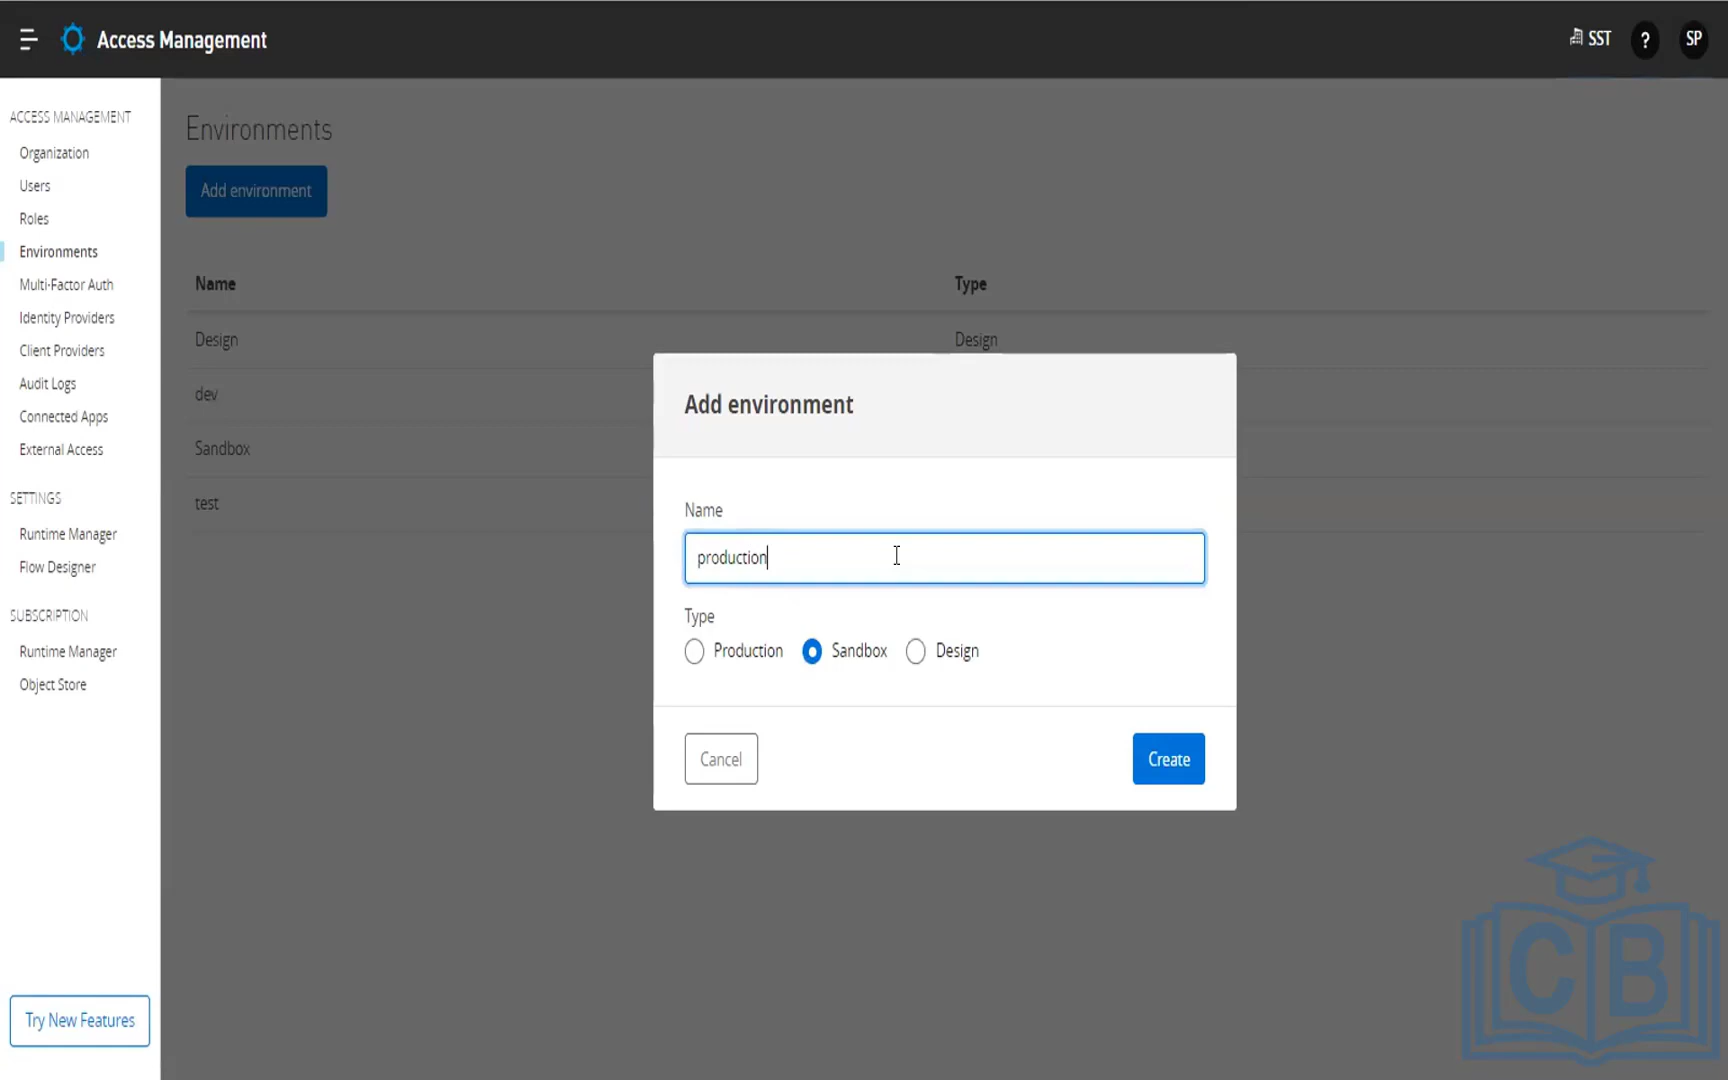 Access Management
SST
?
SP
ACCESS MANAGEMENT
Organization
Users
Roles
Environments
Multi-Factor Auth
Identity Providers
Client Providers
Audit Logs
Connected Apps
External Access
SETTINGS
Runtime Manager
Flow Designer
SUBSCRIPTION
Runtime Manager
Object Store
Try New Features
Environments
Add environment
Name Type
Design Design
dev
Sandbox
test
Add environment
Name
production
Type
Production Sandbox Design
Cancel Create
CB